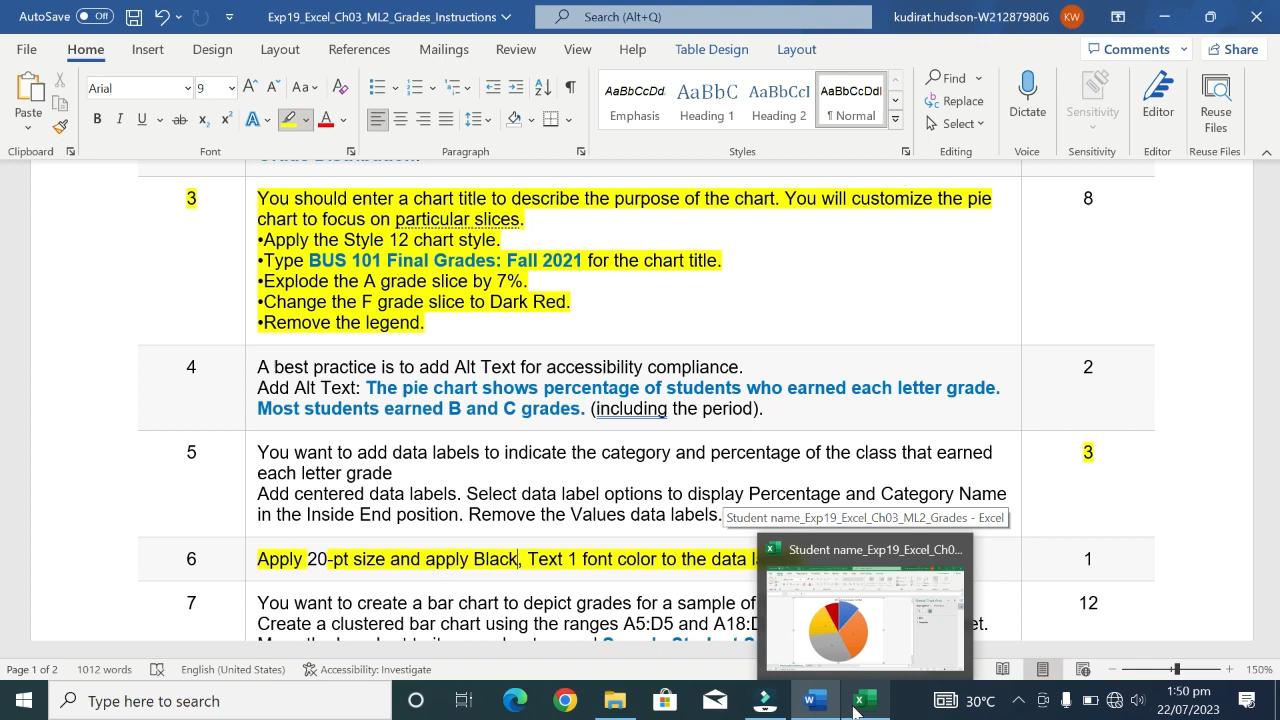 AutoSave Off Exp19_Excel_Ch03_ML2_Grades_Instructions Search (Alt+Q) kudirat.hudson-W212879806 KW
File Home Insert Design Layout References Mailings Review View Help Table Design Layout Comments Share
Paste Arial 9 Aa AaBbCcDd Emphasis AaBbC Heading 1 AaBbCcI Heading 2 AaBbCcDdI ¶ Normal Find Replace Select Dictate Sensitivity Editor Reuse Files
Clipboard Font Paragraph Styles Editing Voice Sensitivity Editor Reuse Files
Grade Distribution.
3 You should enter a chart title to describe the purpose of the chart. You will customize the pie 8
chart to focus on particular slices.
•Apply the Style 12 chart style.
•Type BUS 101 Final Grades: Fall 2021 for the chart title.
•Explode the A grade slice by 7%.
•Change the F grade slice to Dark Red.
•Remove the legend.
4 A best practice is to add Alt Text for accessibility compliance. 2
Add Alt Text: The pie chart shows percentage of students who earned each letter grade.
Most students earned B and C grades. (including the period).
5 You want to add data labels to indicate the category and percentage of the class that earned 3
each letter grade
Add centered data labels. Select data label options to display Percentage and Category Name
in the Inside End position. Remove the Values data labels.
Student name_Exp19_Excel_Ch03_ML2_Grades - Excel
Student name_Exp19_Excel_Ch0...
6 Apply 20-pt size and apply Black, Text 1 font color to the data 1
7 You want to create a bar chart to depict grades for a sample of 12
Create a clustered bar chart using the ranges A5:D5 and A18:D et.
Page 1 of 2 1012 words English (United States) Accessibility: Investigate 150%
Type here to search 30°C 1:50 pm
22/07/2023